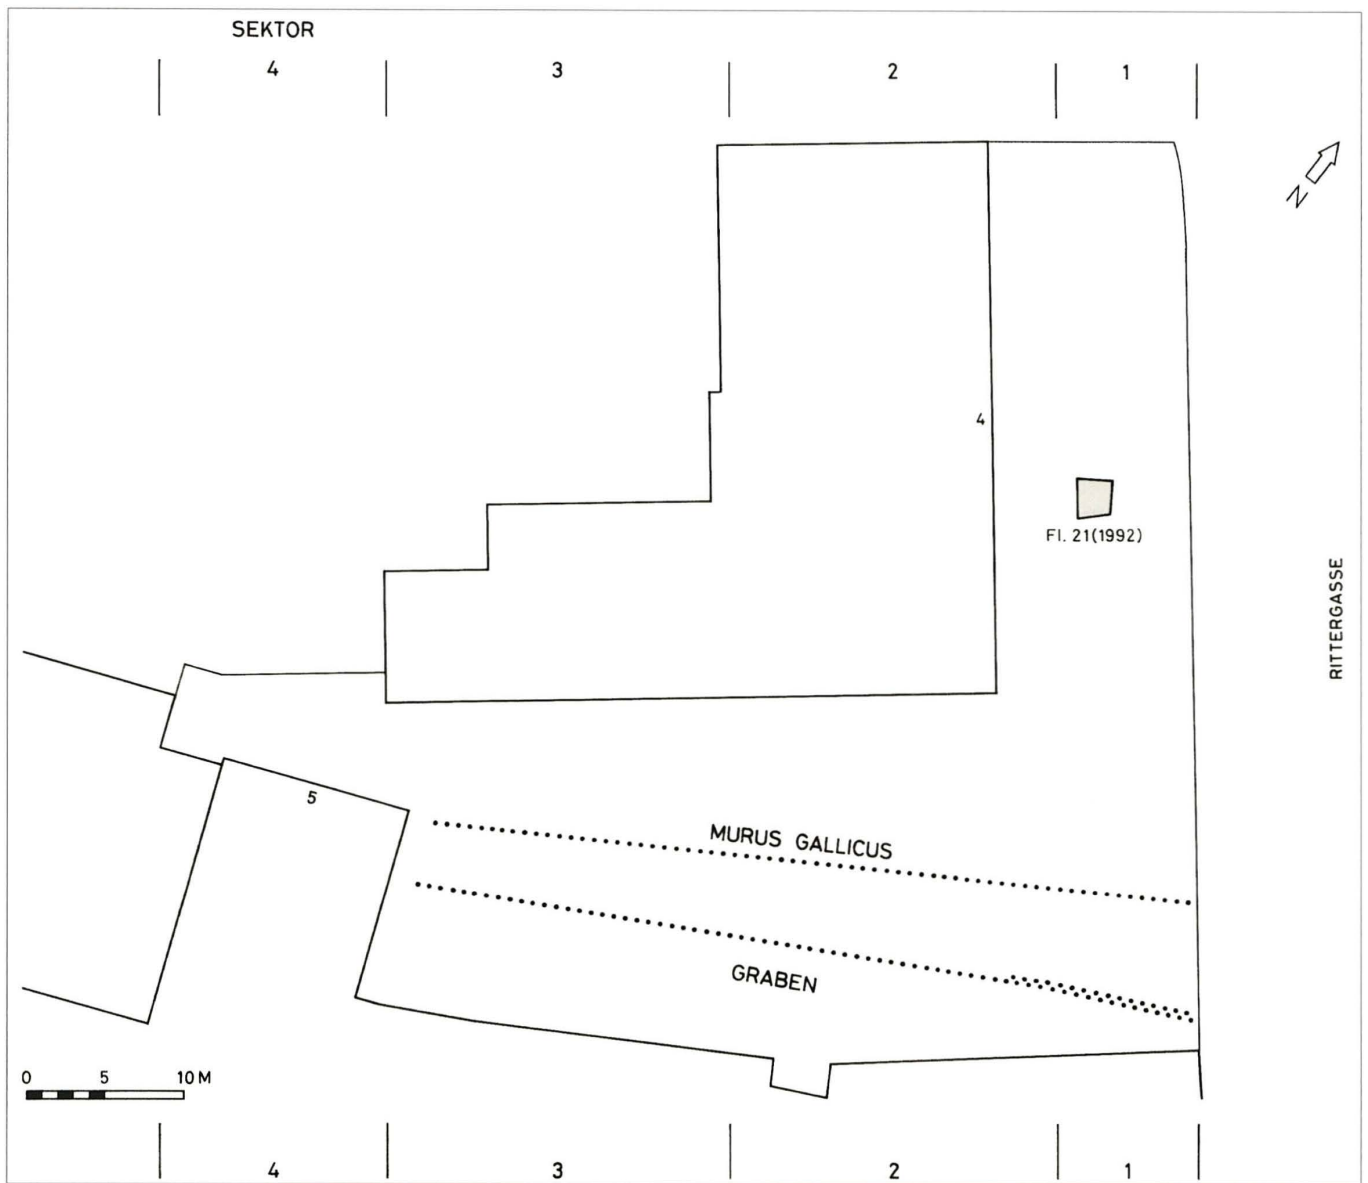 SEKTOR
4 3 2 1
N
4
Fl. 21(1992)
RITTERGASSE
5
MURUS GALLICUS
GRABEN
0 5 10 M
4 3 2 1